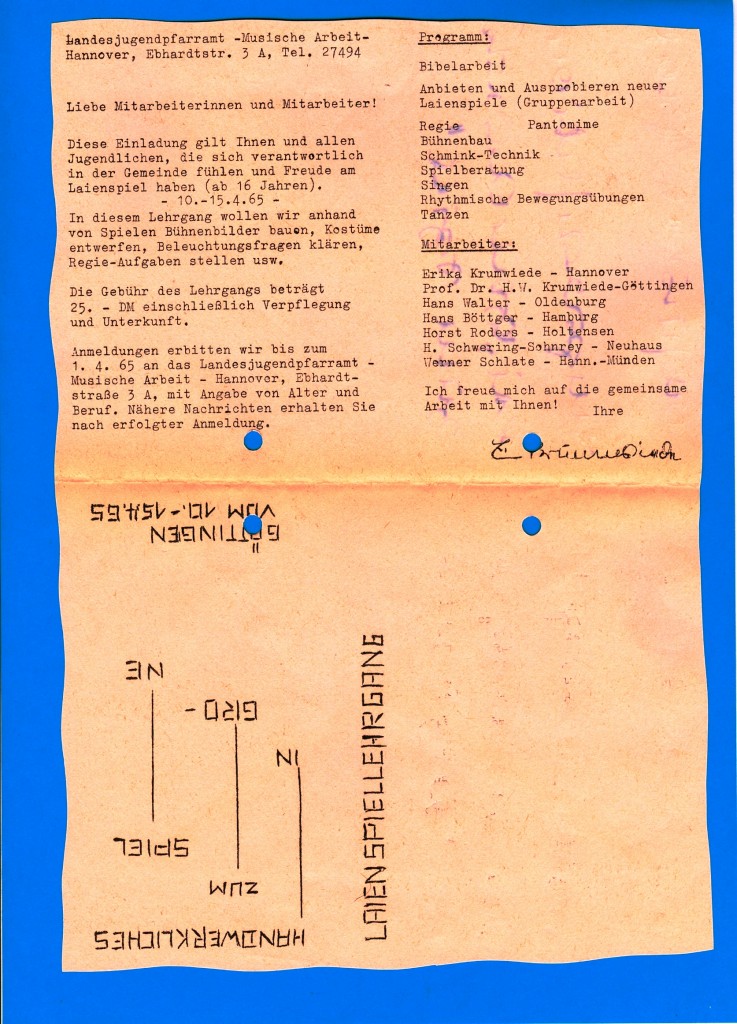 Landesjugendpfarramt -Musische Arbeit-
Hannover, Ebhardtstr. 3 A, Tel. 27494
Liebe Mitarbeiterinnen und Mitarbeiter!
Diese Einladung gilt Ihnen und allen
Jugendlichen, die sich verantwortlich
in der Gemeinde fühlen und Freude am
Laienspiel haben (ab 16 Jahren).
- 10.-15.4.65 -
In diesem Lehrgang wollen wir anhand
von Spielen Bühnenbilder bauen, Kostüme
entwerfen, Beleuchtungsfragen klären,
Regie-Aufgaben stellen usw.
Die Gebühr des Lehrgangs beträgt
25. - DM einschließlich Verpflegung
und Unterkunft.
Anmeldungen erbitten wir bis zum
1. 4. 65 an das Landesjugendpfarramt -
Musische Arbeit - Hannover, Ebhardt-
straße 3 A, mit Angabe von Alter und
Beruf. Nähere Nachrichten erhalten Sie
nach erfolgter Anmeldung.
Programm:
Bibelarbeit
Anbieten und Ausprobieren neuer
Laienspiele (Gruppenarbeit)
Regie Pantomime
Bühnenbau
Schmink-Technik
Spielberatung
Singen
Rhythmische Bewegungsübungen
Tanzen
Mitarbeiter:
Erika Krumwiede - Hannover
Prof. Dr. H.W. Krumwiede-Göttingen
Hans Walter - Oldenburg
Hans Böttger - Hamburg
Horst Roders - Holtensen
H. Schwering-Sohnrey - Neuhaus
Werner Schlate - Hann.-Münden
Ich freue mich auf die gemeinsame
Arbeit mit Ihnen!
Ihre
LAIENSPIELLEHRGANG
HANDWERKLICHES
ZUM
SPIEL
IN
GIRO-
NE
GÖTTINGEN
VOM 10.-15.4.65